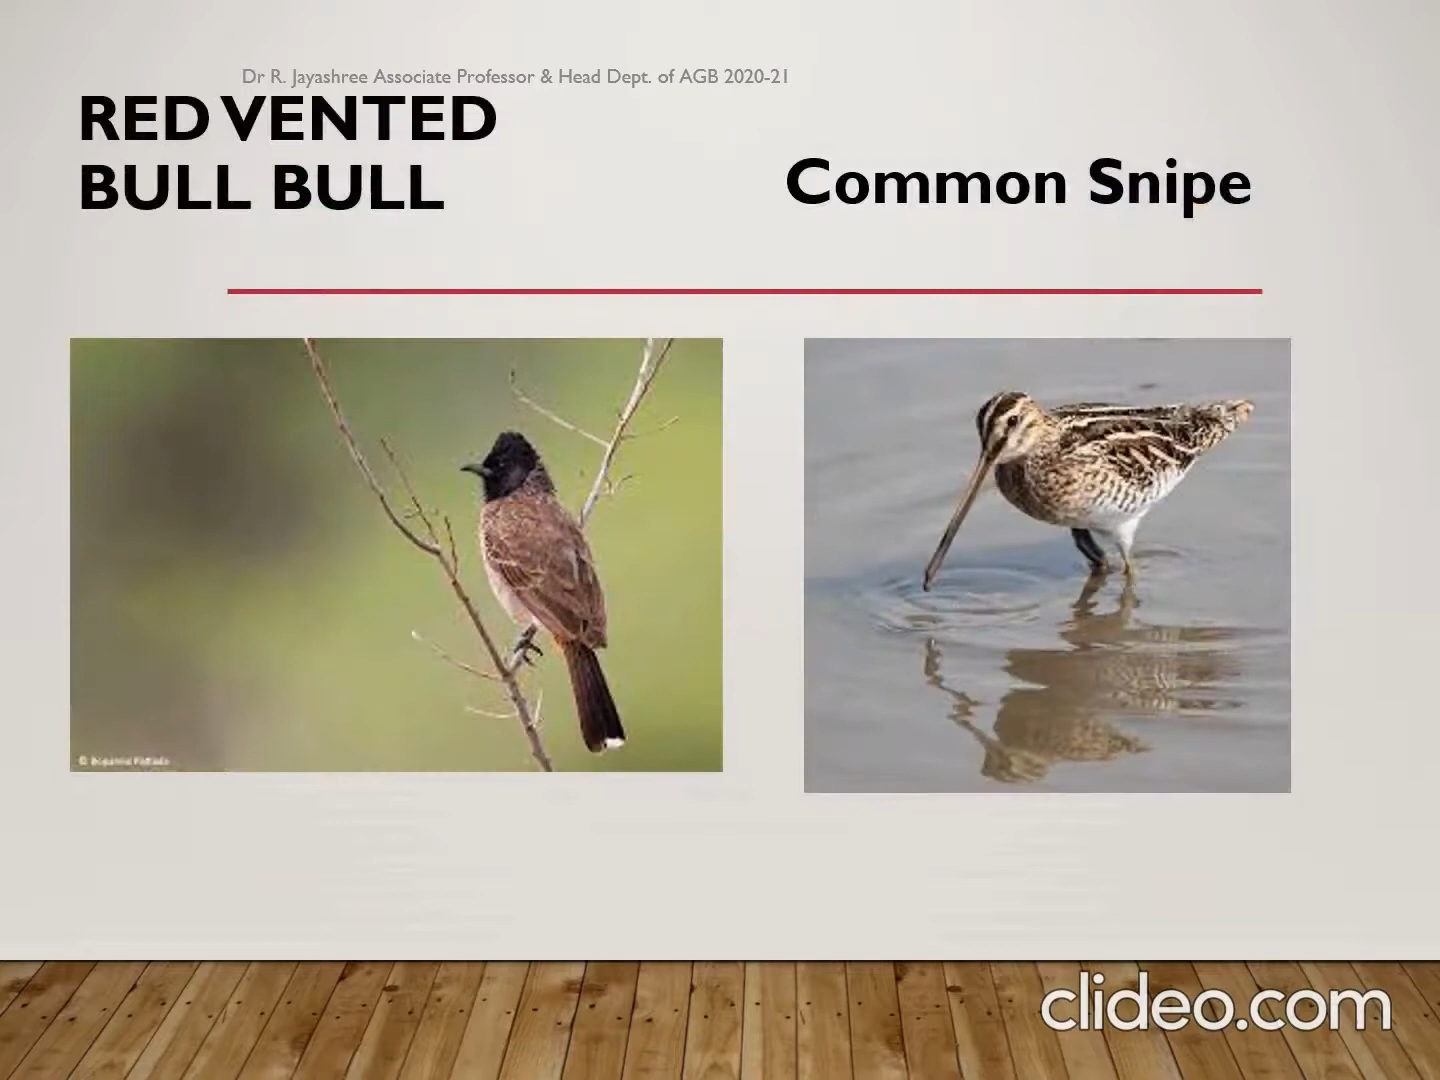 Dr R. Jayashree Associate Professor & Head Dept. of AGB 2020-21
RED VENTED
BULL BULL
Common Snipe
clideo.com